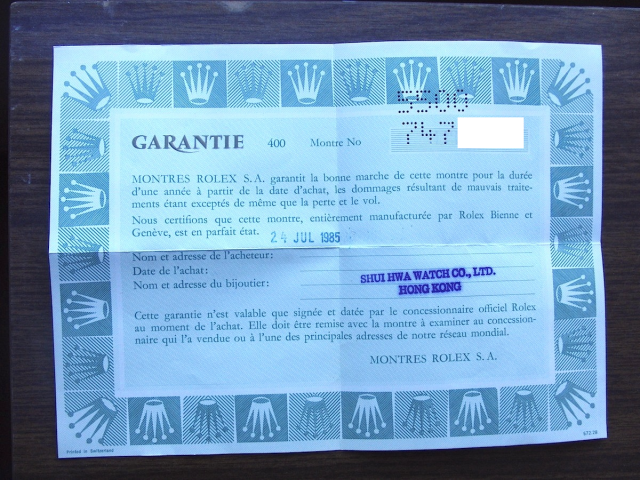 5500
GARANTIE 400 Montre No 747
MONTRES ROLEX S.A. garantit la bonne marche de cette montre pour la durée
d'une année à partir de la date d'achat, les dommages résultant de mauvais traite-
ments étant exceptés de même que la perte et le vol.
Nous certifions que cette montre, entièrement manufacturée par Rolex Bienne et
Genève, est en parfait état.
24 JUL 1985
Nom et adresse de l'acheteur:
Date de l'achat:
Nom et adresse du bijoutier:
SHUI HWA WATCH CO., LTD.
HONG KONG
Cette garantie n'est valable que signée et datée par le concessionnaire officiel Rolex
au moment de l'achat. Elle doit être remise avec la montre à examiner au concession-
naire qui l'a vendue ou à l'une des principales adresses de notre réseau mondial.
MONTRES ROLEX S.A.
Printed in Switzerland